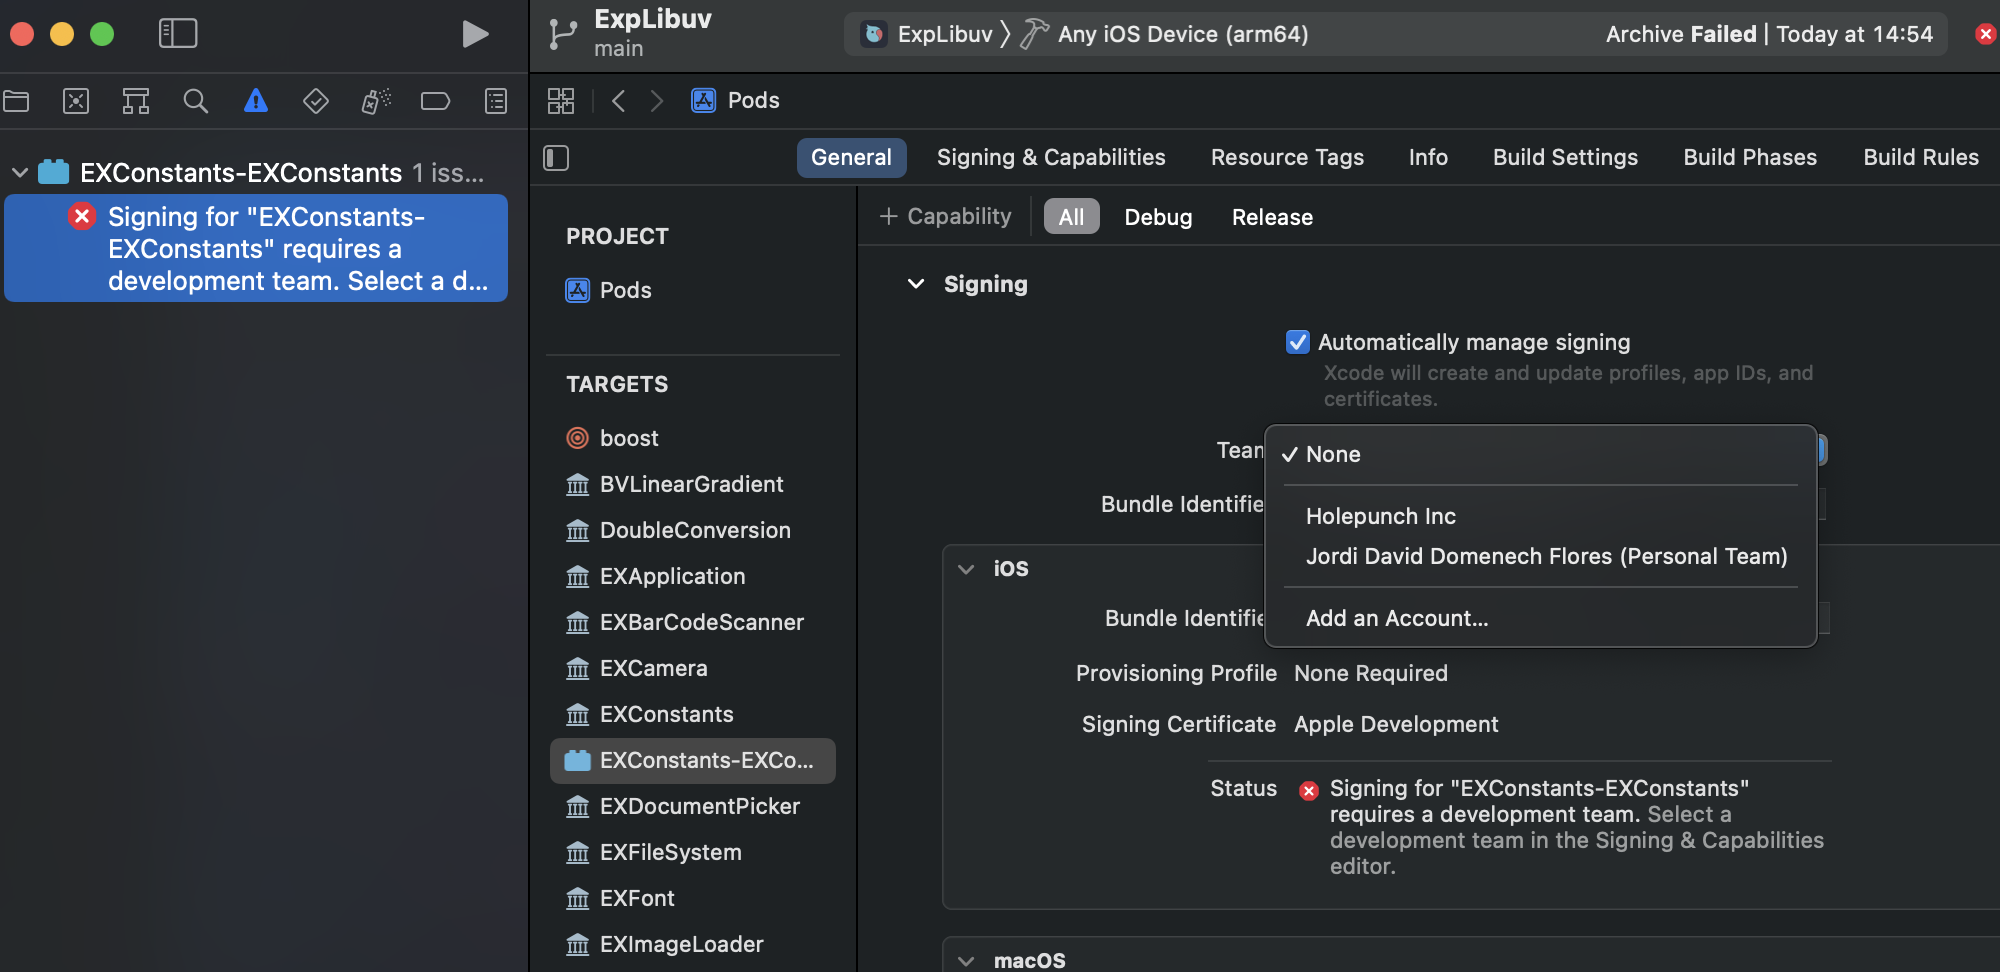 ExpLibuv
main
ExpLibuv
Any iOS Device (arm64)
Archive Failed | Today at 14:54
Pods
General
Signing & Capabilities
Resource Tags
Info
Build Settings
Build Phases
Build Rules
EXConstants-EXConstants 1 iss...
Signing for "EXConstants-
EXConstants" requires a
development team. Select a d...
PROJECT
Pods
TARGETS
boost
BVLinearGradient
DoubleConversion
EXApplication
EXBarCodeScanner
EXCamera
EXConstants
EXConstants-EXCo...
EXDocumentPicker
EXFileSystem
EXFont
EXImageLoader
+ Capability
All
Debug
Release
Signing
Automatically manage signing
Xcode will create and update profiles, app IDs, and
certificates.
Team
None
Holepunch Inc
Jordi David Domenech Flores (Personal Team)
Add an Account...
Bundle Identifie
iOS
Bundle Identifie
Provisioning Profile None Required
Signing Certificate Apple Development
Status Signing for "EXConstants-EXConstants"
requires a development team. Select a
development team in the Signing & Capabilities
editor.
macOS